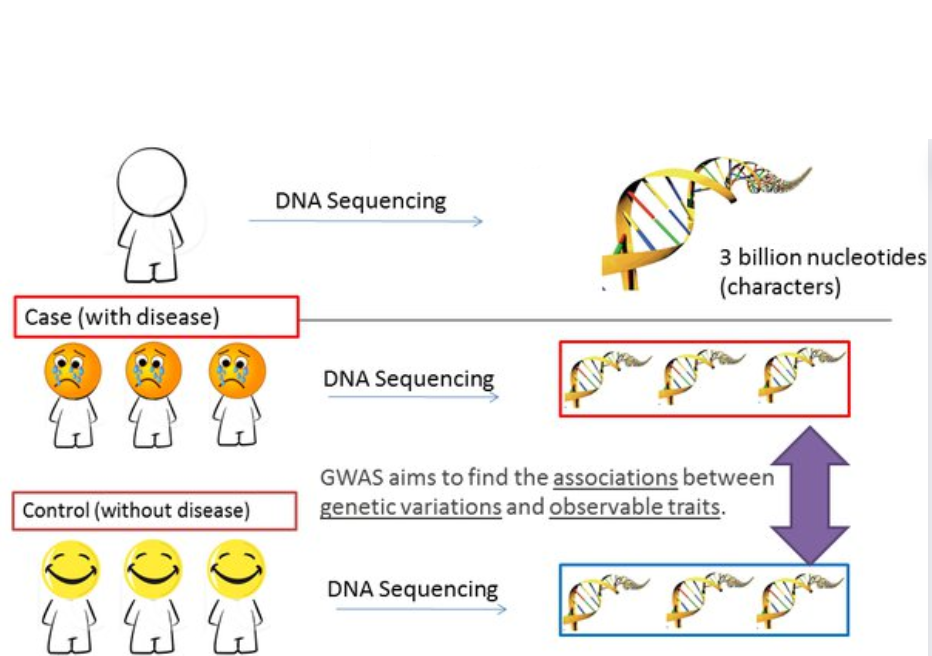 DNA Sequencing
3 billion nucleotides
(characters)
Case (with disease)
DNA Sequencing
GWAS aims to find the associations between
genetic variations and observable traits.
Control (without disease)
DNA Sequencing